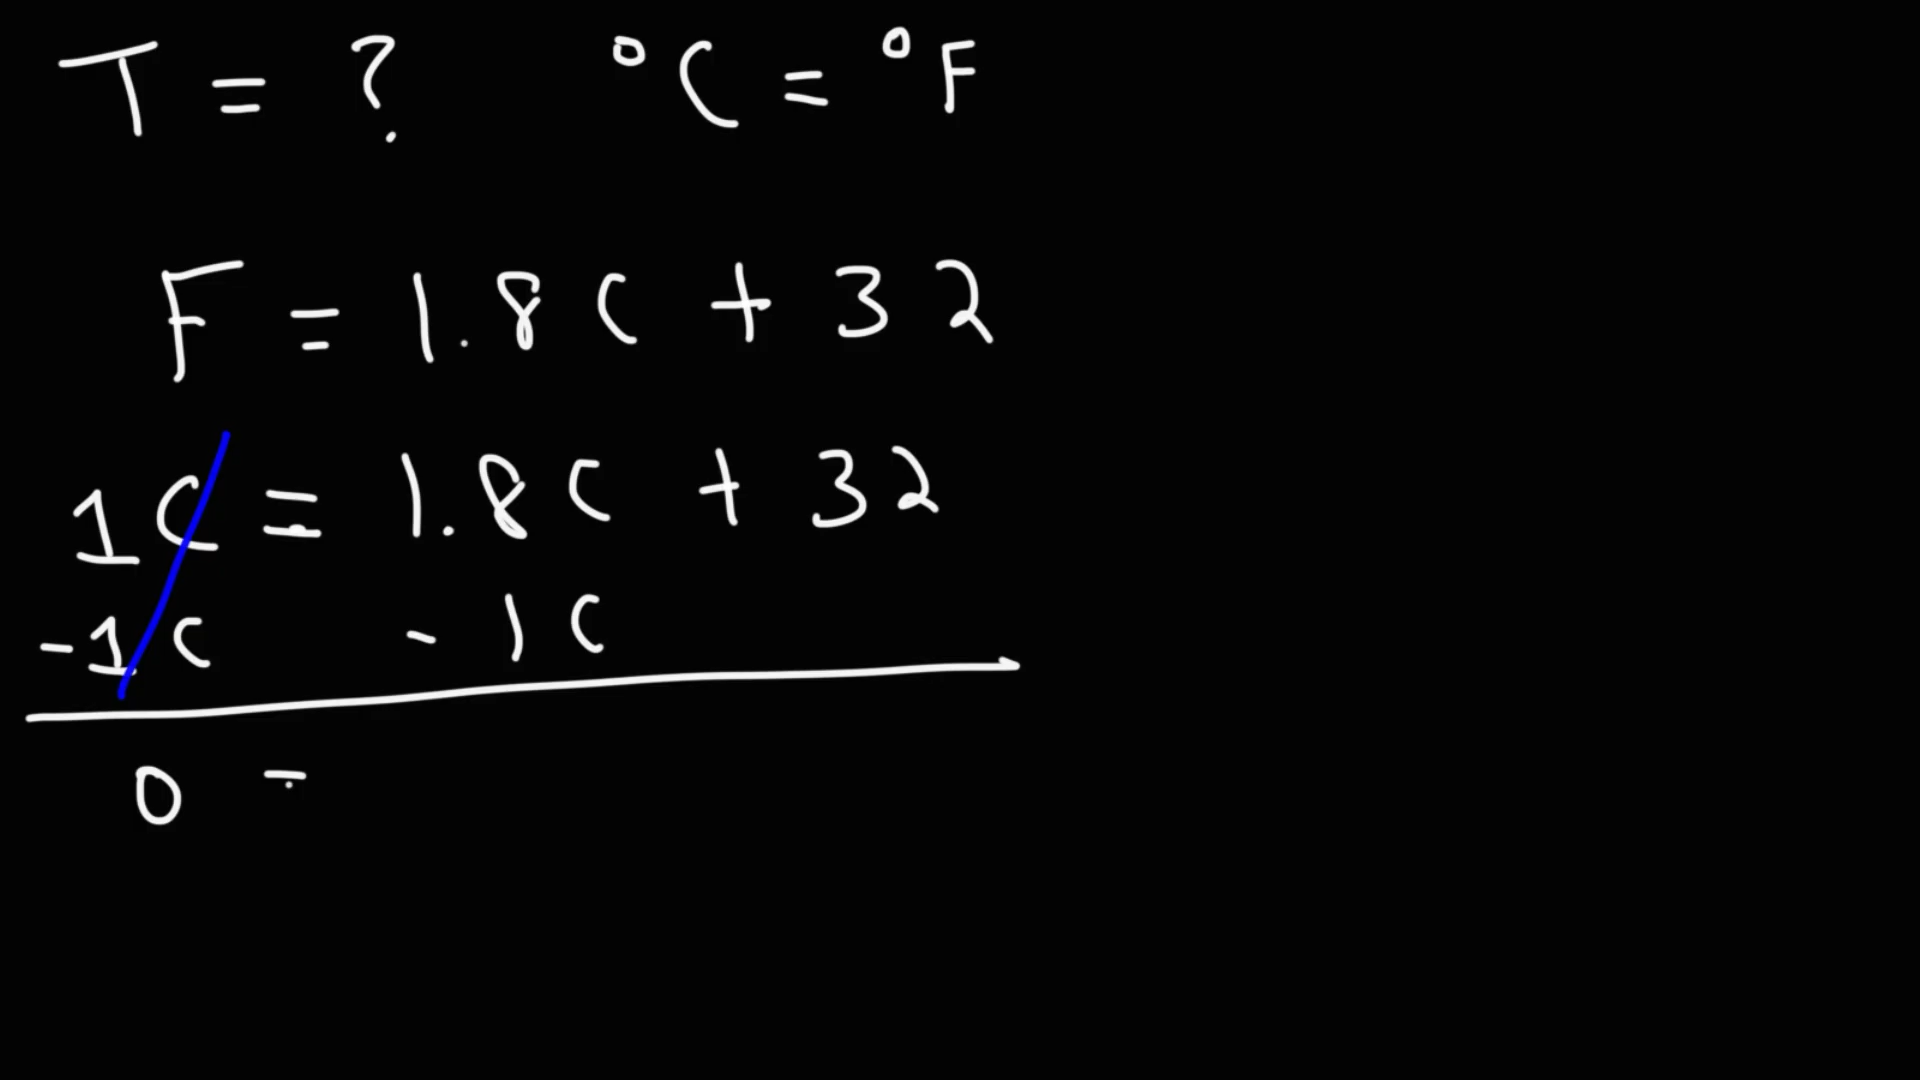 T = ? °C = °F
F = 1.8C + 32
1C = 1.8C + 32
-1C - 1C
0 =